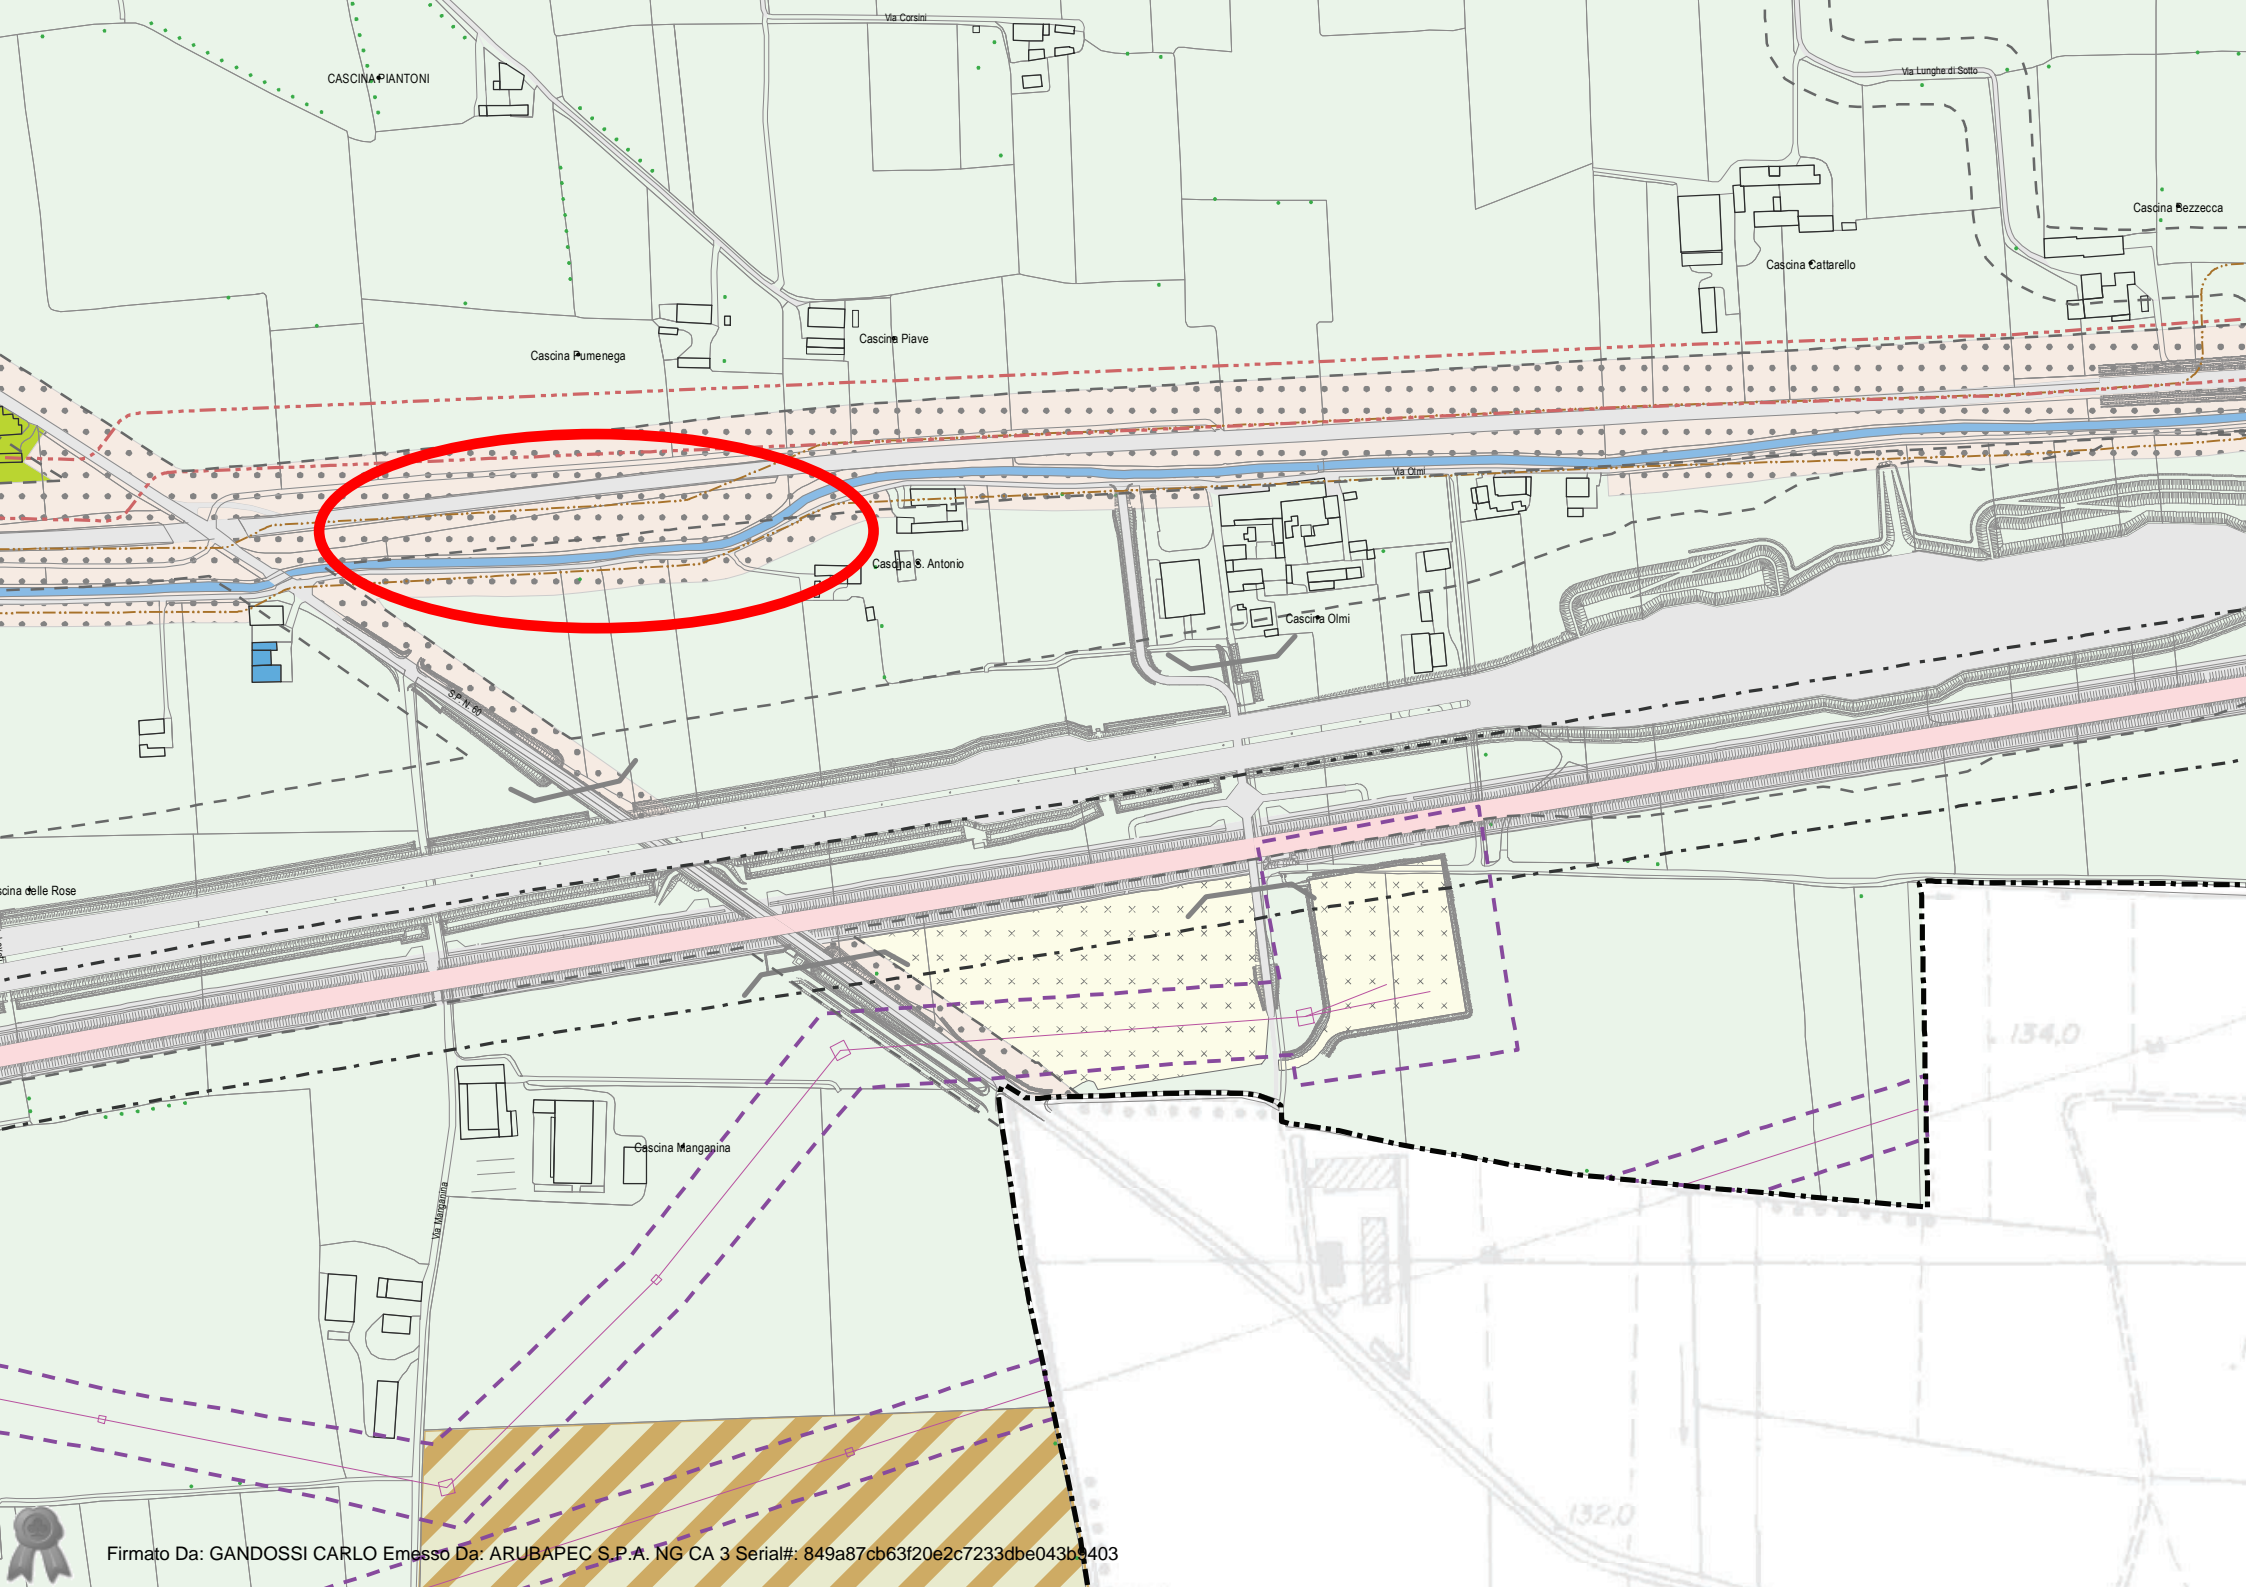 Via Corsini
CASCINA PIANTONI
Via Lunghe di Sotto
Cascina Bezzecca
Cascina Cattarello
Cascina Piave
Cascina Pumenega
Via Olmi
Cascina S. Antonio
Cascina Olmi
S.P. N. 60
scina delle Rose
134,0
Cascina Manganina
Via Manganina
132,0
Firmato Da: GANDOSSI CARLO Emesso Da: ARUBAPEC S.P.A. NG CA 3 Serial#: 849a87cb63f20e2c7233dbe043b9403